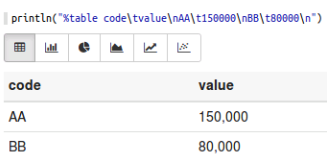 println("%table code\tvalue\nAA\t150000\nBB\t80000\n")
code value
AA 150,000
BB 80,000